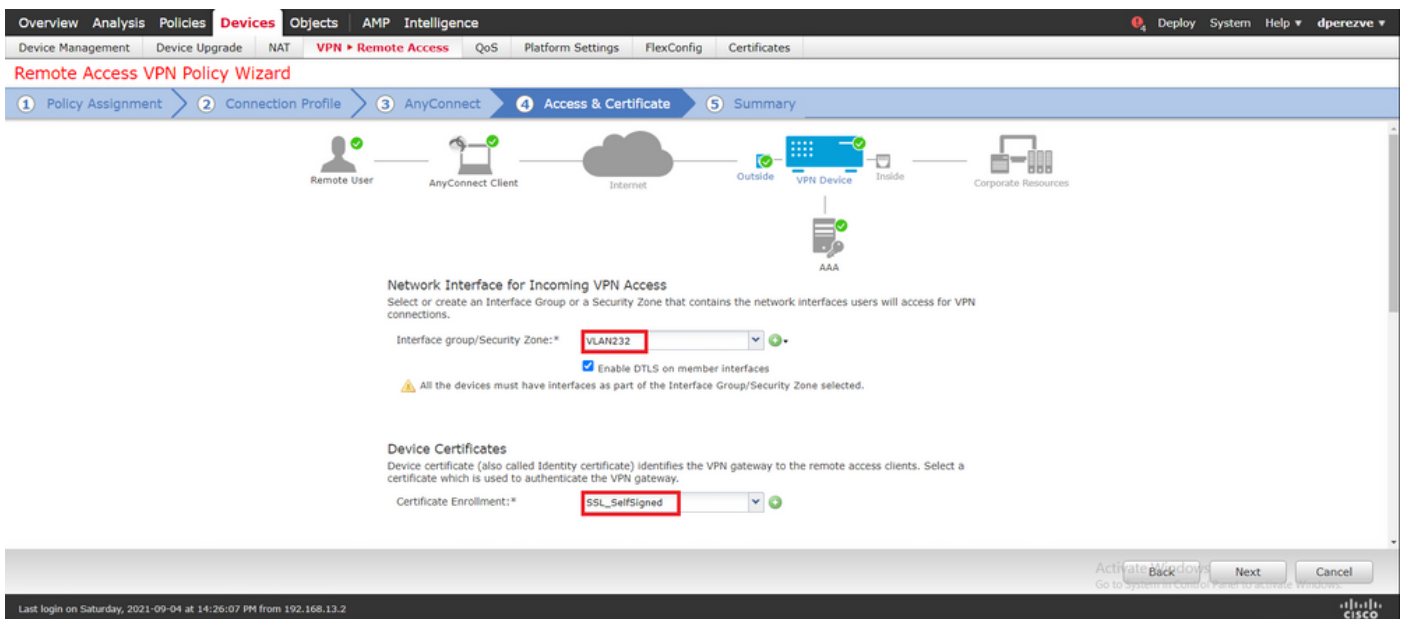 Overview Analysis Policies Devices Objects AMP Intelligence 4 Deploy System Help dperezve
Device Management Device Upgrade NAT VPN ▸ Remote Access QoS Platform Settings FlexConfig Certificates
Remote Access VPN Policy Wizard
1 Policy Assignment 2 Connection Profile 3 AnyConnect 4 Access & Certificate 5 Summary
Remote User AnyConnect Client Internet Outside VPN Device Inside Corporate Resources
AAA
Network Interface for Incoming VPN Access
Select or create an Interface Group or a Security Zone that contains the network interfaces users will access for VPN
connections.
Interface group/Security Zone:* VLAN232
Enable DTLS on member interfaces
All the devices must have interfaces as part of the Interface Group/Security Zone selected.
Device Certificates
Device certificate (also called Identity certificate) identifies the VPN gateway to the remote access clients. Select a
certificate which is used to authenticate the VPN gateway.
Certificate Enrollment:* SSL_SelfSigned
Activate Windows
Back Next Cancel
Go to System in Control Panel to activate Windows.
Last login on Saturday, 2021-09-04 at 14:26:07 PM from 192.168.13.2
CISCO